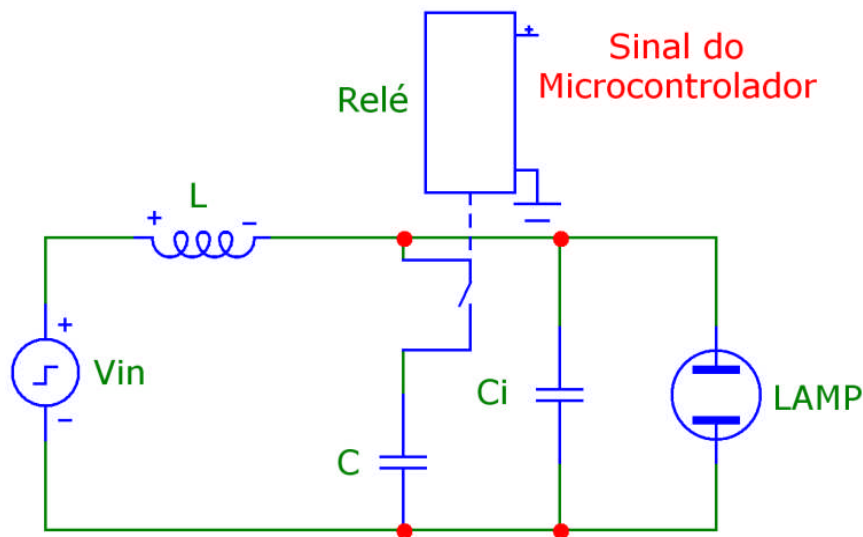 Sinal do
Microcontrolador
Relé
+
L
+ -
+
Vin
-
Ci
C
LAMP